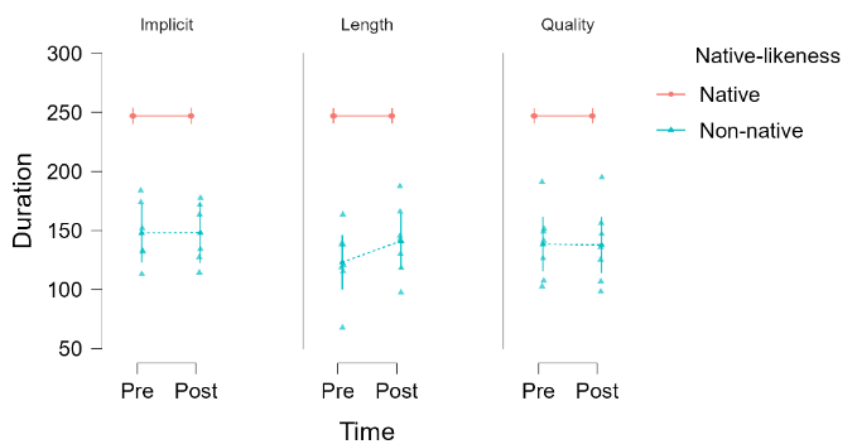 Implicit
Length
Quality
Native-likeness
Native
Non-native
Duration
300
250
200
150
100
50
Pre Post
Pre Post
Pre Post
Time